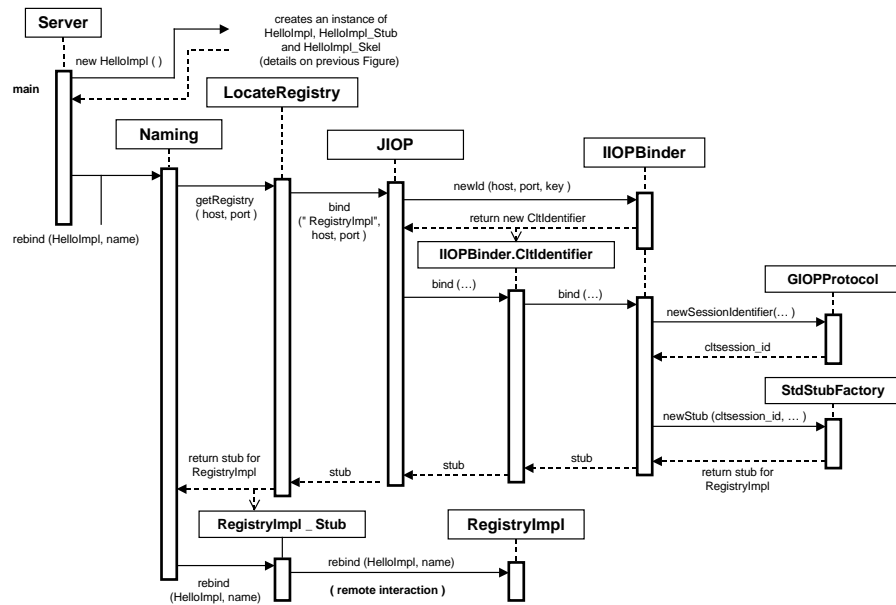 Server
creates an instance of
HelloImpl, HelloImpl_Stub
and HelloImpl_Skel
(details on previous Figure)
new HelloImpl ( )
main
LocateRegistry
Naming
JIOP
IIOPBinder
getRegistry
( host, port )
bind
(" RegistryImpl",
host, port )
newId (host, port, key )
return new CltIdentifier
rebind (HelloImpl, name)
IIOPBinder.CltIdentifier
GIOPProtocol
bind (…)
bind (…)
newSessionIdentifier(… )
cltsession_id
StdStubFactory
newStub (cltsession_id, … )
return stub for
RegistryImpl
stub
stub
stub
return stub for
RegistryImpl
RegistryImpl _ Stub
RegistryImpl
rebind
(HelloImpl, name)
rebind (HelloImpl, name)
( remote interaction )